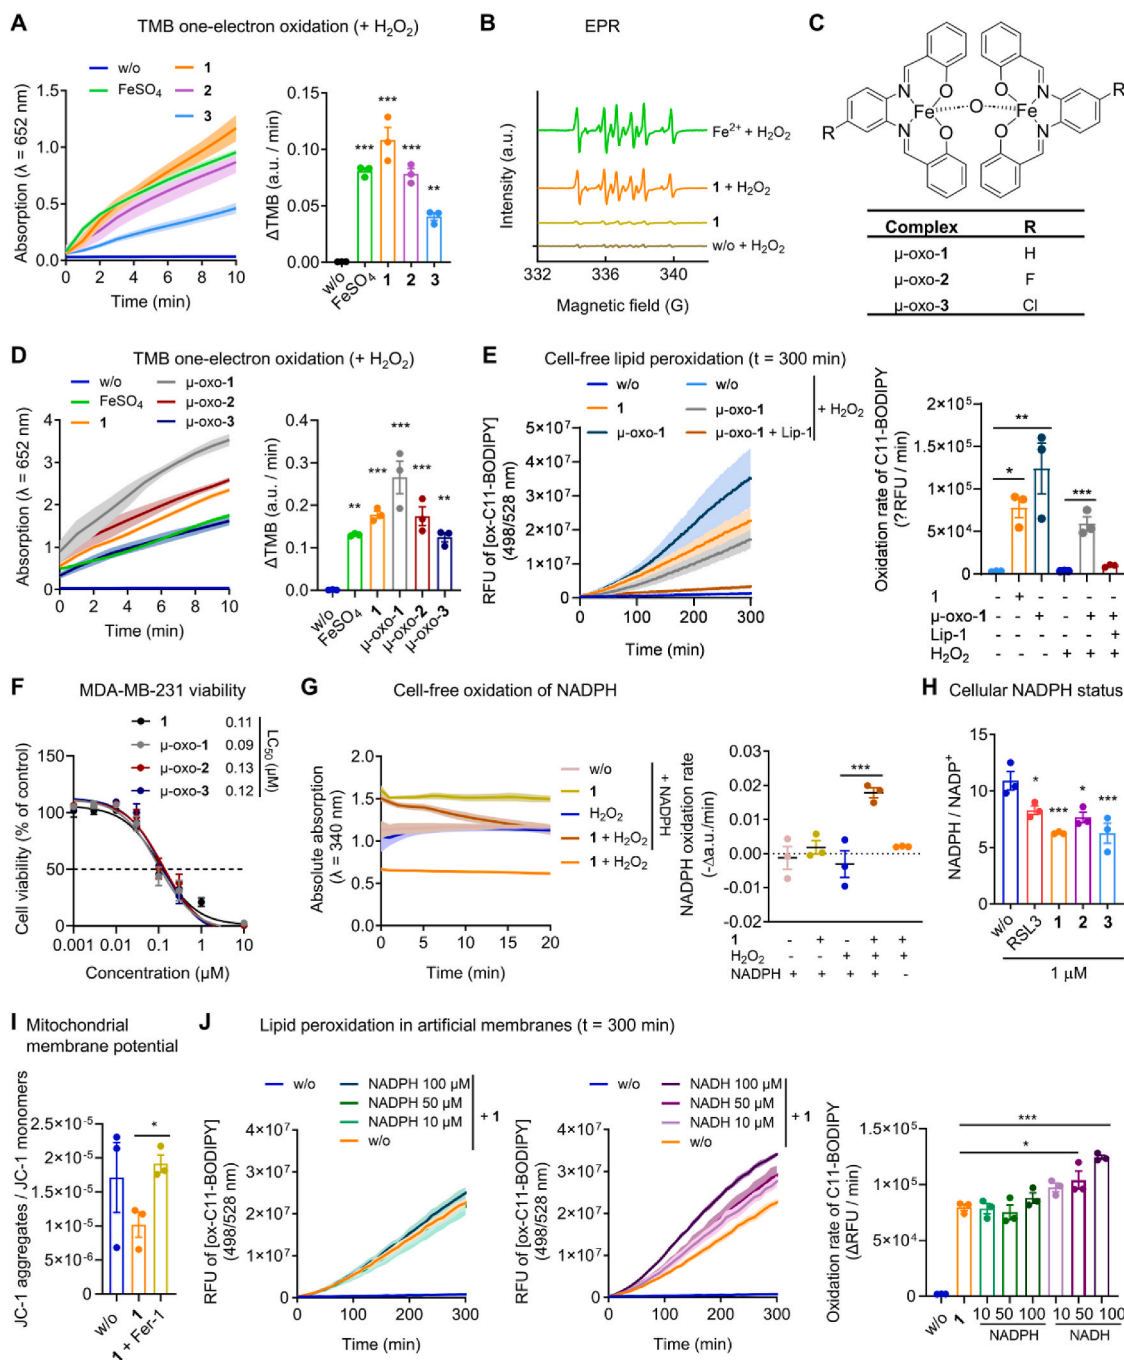 A TMB one-electron oxidation (+ H₂O₂)
w/o
FeSO₄
1
2
3
Absorption (λ = 652 nm)
1.5
1.0
0.5
0.0
0 2 4 6 8 10
Time (min)
ΔTMB (a.u. / min)
0.15
0.10
0.05
0.00
*** *** *** **
w/o FeSO₄ 1 2 3
B EPR
Intensity (a.u.)
Fe²⁺ + H₂O₂
1 + H₂O₂
1
w/o + H₂O₂
332 336 340
Magnetic field (G)
C
R N N Fe O O O Fe O O N N R
Complex R
μ-oxo-1 H
μ-oxo-2 F
μ-oxo-3 Cl
D TMB one-electron oxidation (+ H₂O₂)
w/o μ-oxo-1
FeSO₄ μ-oxo-2
1 μ-oxo-3
Absorption (λ = 652 nm)
4
3
2
1
0
0 2 4 6 8 10
Time (min)
ΔTMB (a.u. / min)
0.4
0.3
0.2
0.1
0.0
** *** *** *** **
w/o FeSO₄ 1 μ-oxo-1 μ-oxo-2 μ-oxo-3
E Cell-free lipid peroxidation (t = 300 min)
w/o w/o
1 μ-oxo-1
μ-oxo-1 μ-oxo-1 + Lip-1
+ H₂O₂
RFU of [ox-C11-BODIPY]
(498/528 nm)
5×10⁷
4×10⁷
3×10⁷
2×10⁷
1×10⁷
0
0 100 200 300
Time (min)
Oxidation rate of C11-BODIPY
(?RFU / min)
2×10⁵
1×10⁵
1×10⁵
5×10⁴
0
* ** ***
1 - + - - - -
μ-oxo-1 - - + - + +
Lip-1 - - - - - +
H₂O₂ - - - + + +
F MDA-MB-231 viability
1 0.11
μ-oxo-1 0.09
μ-oxo-2 0.13
μ-oxo-3 0.12
LC₅₀ (μM)
Cell viability (% of control)
150
100
50
0
0.001 0.01 0.1 1 10
Concentration (μM)
G Cell-free oxidation of NADPH
Absolute absorption
(λ = 340 nm)
2.0
1.5
1.0
0.5
0.0
0 5 10 15 20
Time (min)
w/o
1
H₂O₂
1 + H₂O₂
1 + H₂O₂
+ NADPH
NADPH oxidation rate
(-Δa.u./min)
0.03
0.02
0.01
0.00
-0.01
-0.02
***
1 - + - + +
H₂O₂ - - + + +
NADPH + + + + -
H Cellular NADPH status
NADPH / NADP⁺
15
10
5
0
* *** * ***
w/o RSL3 1 2 3
1 μM
I Mitochondrial
membrane potential
JC-1 aggregates / JC-1 monomers
2.5×10⁻⁵
2×10⁻⁵
1.5×10⁻⁵
1×10⁻⁵
5×10⁻⁶
0
*
w/o 1 1 + Fer-1
J Lipid peroxidation in artificial membranes (t = 300 min)
w/o
NADPH 100 μM
NADPH 50 μM
NADPH 10 μM
w/o
+ 1
RFU of [ox-C11-BODIPY]
(498/528 nm)
4×10⁷
3×10⁷
2×10⁷
1×10⁷
0
0 100 200 300
Time (min)
w/o
NADH 100 μM
NADH 50 μM
NADH 10 μM
w/o
+ 1
RFU of [ox-C11-BODIPY]
(498/528 nm)
4×10⁷
3×10⁷
2×10⁷
1×10⁷
0
0 100 200 300
Time (min)
Oxidation rate of C11-BODIPY
(ΔRFU / min)
1×10⁵
1×10⁵
5×10⁴
0
***
*
w/o 1 10 50 100 10 50 100
NADPH NADH